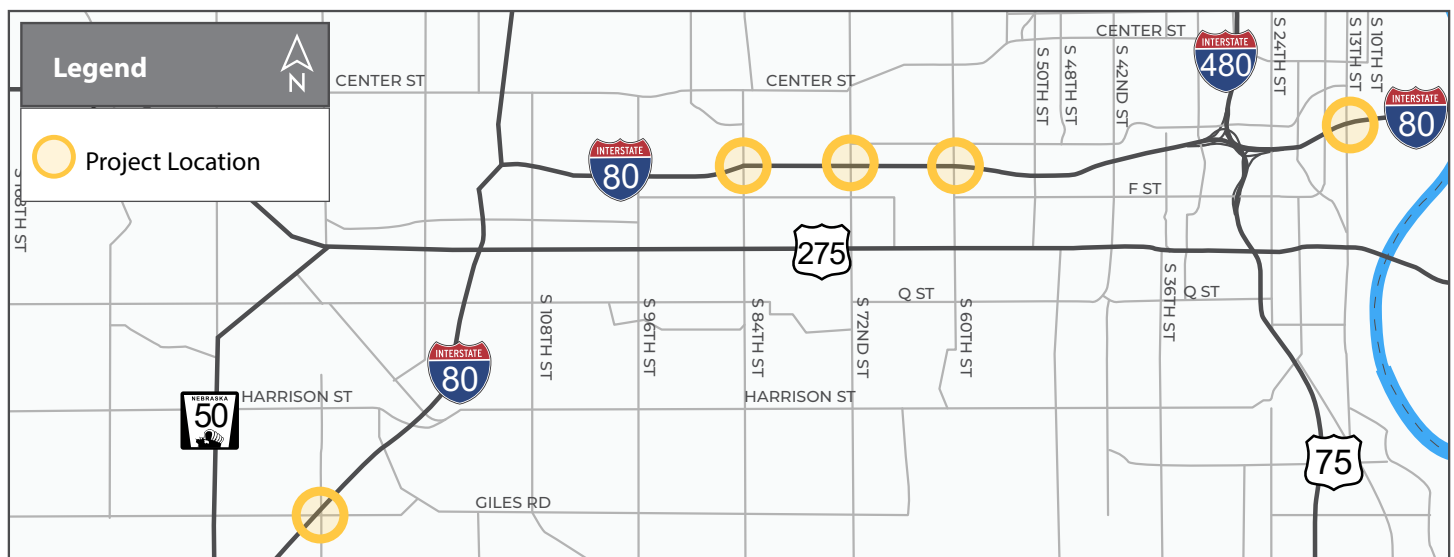 Legend
N
Project Location
CENTER ST
CENTER ST
CENTER ST
S 50TH ST
S 48TH ST
S 42ND ST
INTERSTATE
480
S 24TH ST
S 13TH ST
S 10TH ST
INTERSTATE
80
INTERSTATE
80
F ST
275
Q ST
Q ST
S 36TH ST
S 108TH ST
S 96TH ST
S 84TH ST
S 72ND ST
S 60TH ST
INTERSTATE
80
NEBRASKA
50
HARRISON ST
HARRISON ST
75
GILES RD